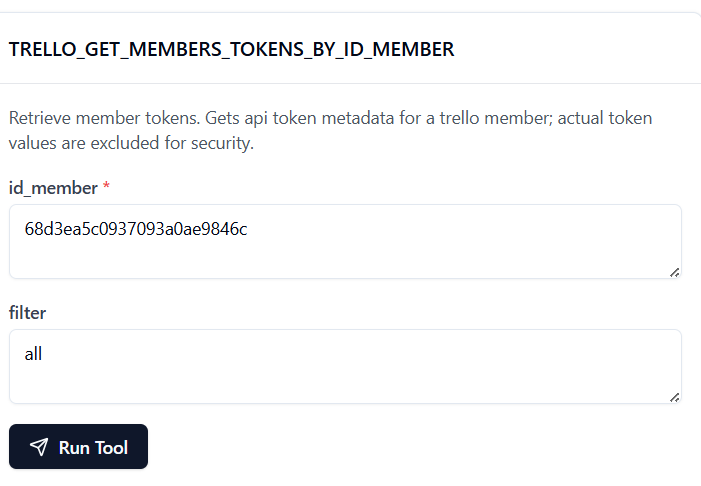 TRELLO_GET_MEMBERS_TOKENS_BY_ID_MEMBER
Retrieve member tokens. Gets api token metadata for a trello member; actual token
values are excluded for security.
id_member *
68d3ea5c0937093a0ae9846c
filter
all
Run Tool